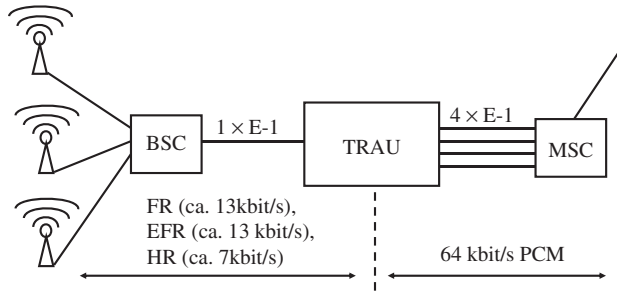 BSC
1 × E-1
TRAU
4 × E-1
MSC
FR (ca. 13kbit/s),
EFR (ca. 13 kbit/s),
HR (ca. 7kbit/s)
64 kbit/s PCM